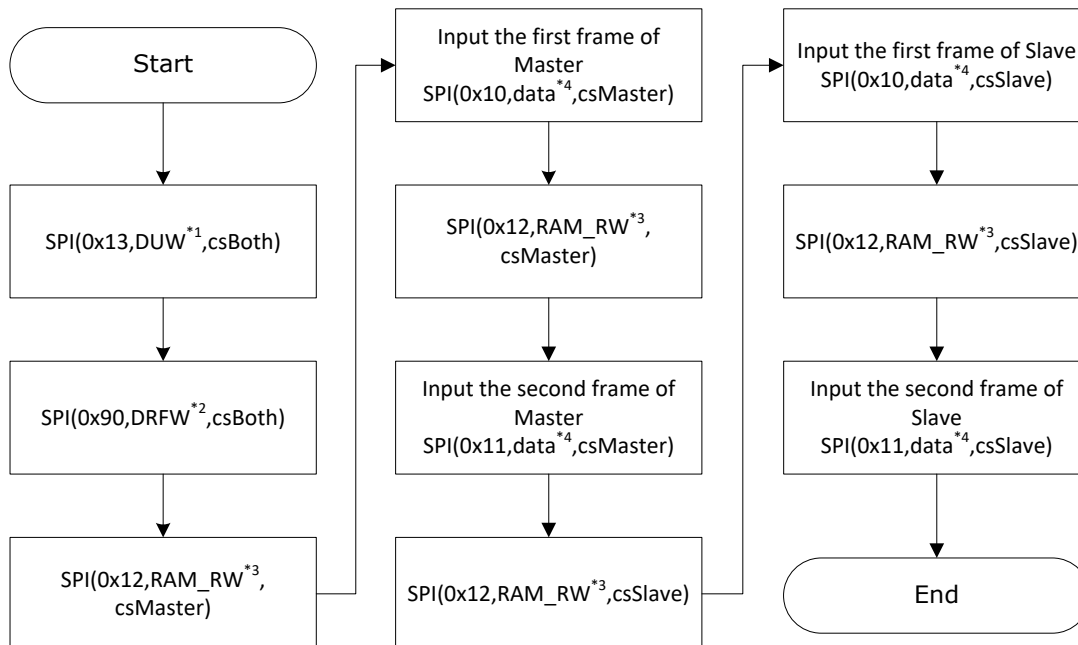 Start
SPI(0x13,DUW*1,csBoth)
SPI(0x90,DRFW*2,csBoth)
SPI(0x12,RAM_RW*3,
csMaster)
Input the first frame of
Master
SPI(0x10,data*4,csMaster)
SPI(0x12,RAM_RW*3,
csMaster)
Input the second frame of
Master
SPI(0x11,data*4,csMaster)
SPI(0x12,RAM_RW*3,csSlave)
Input the first frame of Slave
SPI(0x10,data*4,csSlave)
SPI(0x12,RAM_RW*3,csSlave)
Input the second frame of
Slave
SPI(0x11,data*4,csSlave)
End